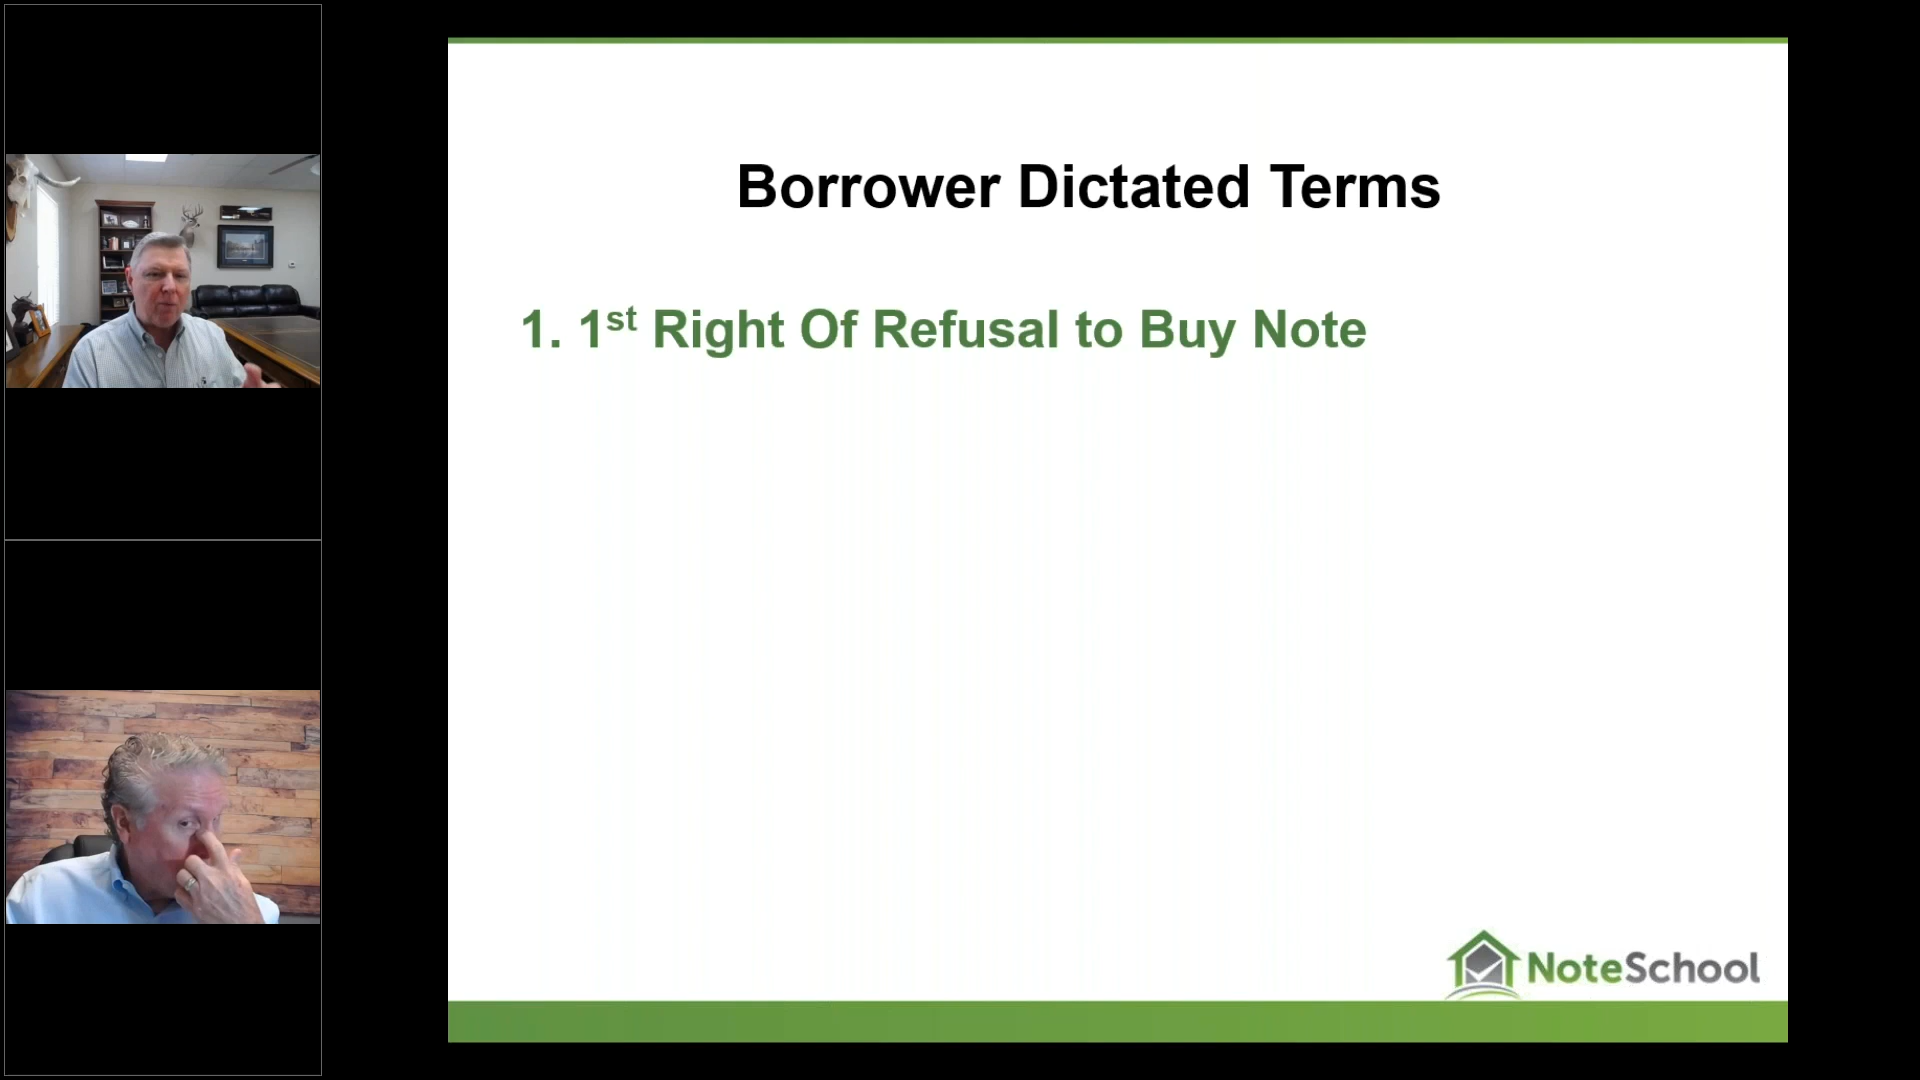 Borrower Dictated Terms
1. 1st Right Of Refusal to Buy Note
NoteSchool